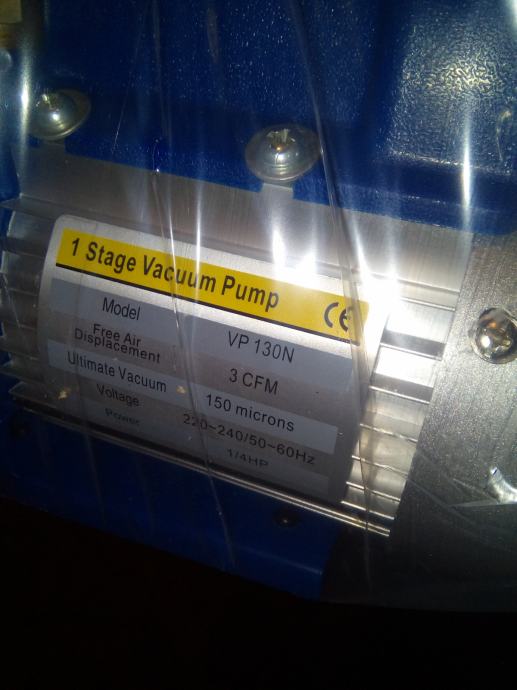 1 Stage Vacuum Pump CE
Model VP 130N
Free Air
Displacement 3 CFM
Ultimate Vacuum 150 microns
Voltage 220~240/50~60Hz
Power 1/4HP